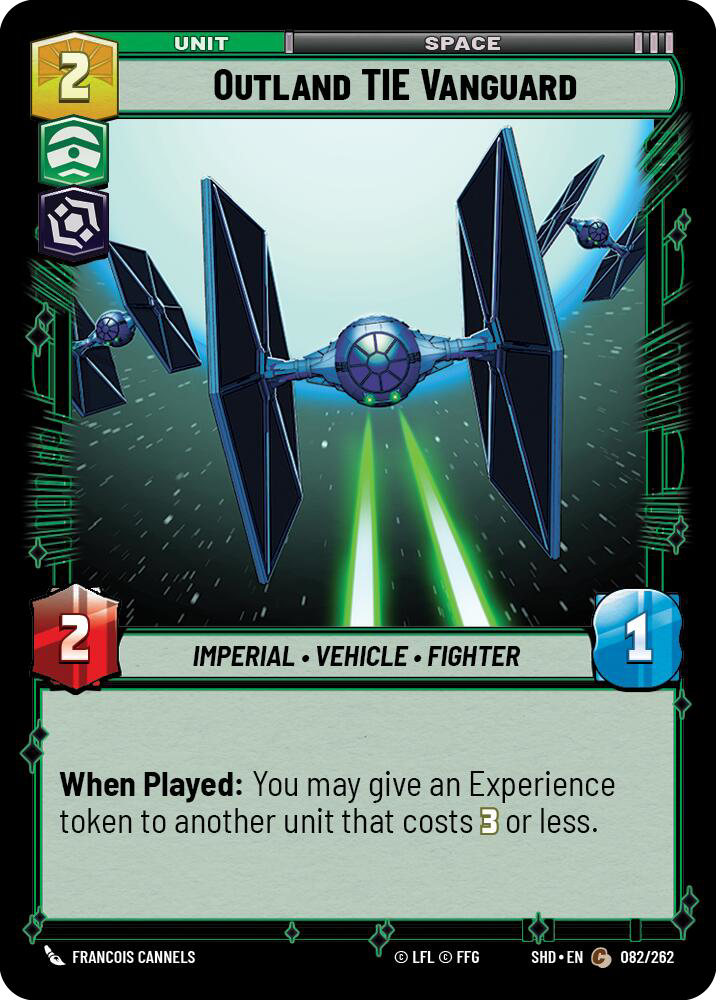 UNIT
SPACE
2
OUTLAND TIE VANGUARD
2
IMPERIAL • VEHICLE • FIGHTER
1
When Played: You may give an Experience
token to another unit that costs 3 or less.
FRANCOIS CANNELS
© LFL © FFG
SHD • EN C 082/262